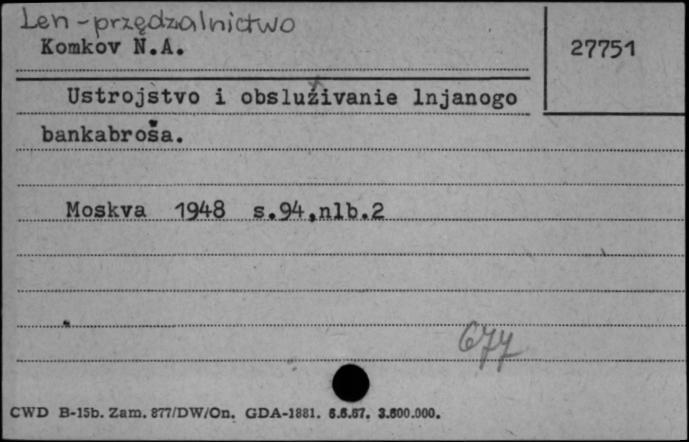 Len - przędzalnictwo
Komkov N.A.
27751
Ustrojstvo i obsluživanie lnjanogo
bankabroša.
Moskva 1948 s.94,nlb.2
677
CWD B-15b. Zam. 877/DW/On. GDA-1881. 6.6.67. 3.600.000.